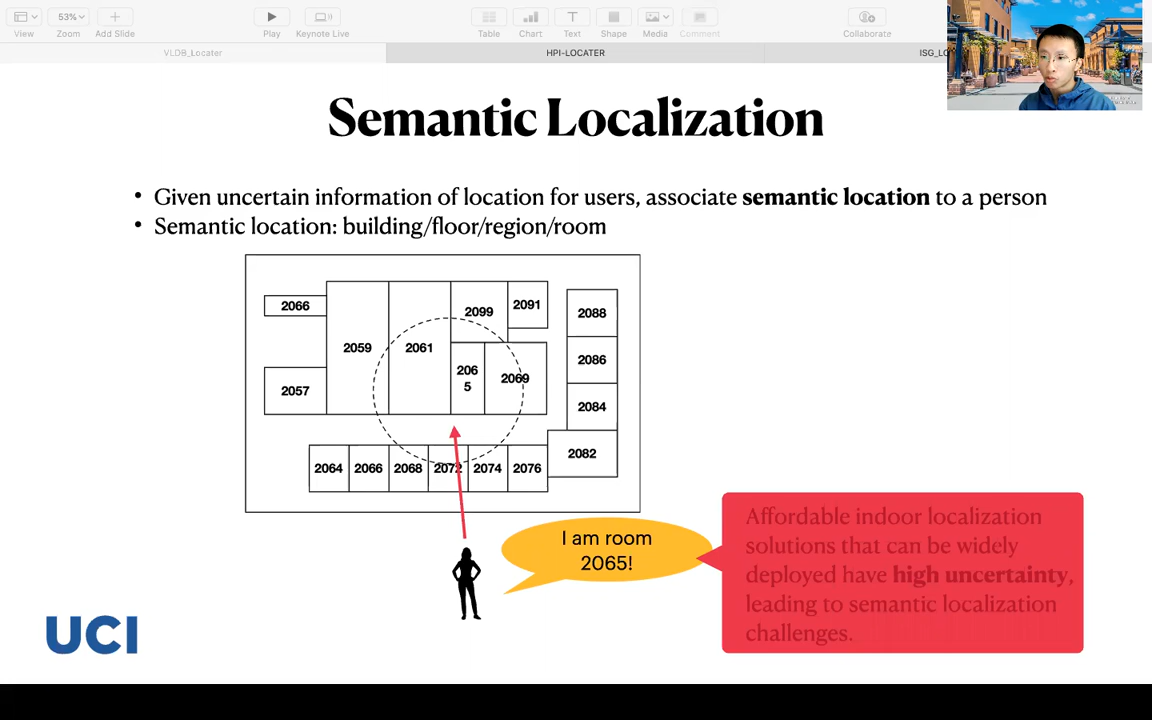 53%
View
Zoom
Add Slide
Play
Keynote Live
Table
Chart
Text
Shape
Media
Comment
Collaborate
VLDB_Locater
HPI-LOCATER
Semantic Localization
• Given uncertain information of location for users, associate semantic location to a person
• Semantic location: building/floor/region/room
2066
2059
2061
2099
2091
2088
2057
206
5
2069
2086
2084
2082
2064
2066
2068
2072
2074
2076
I am room
2065!
Affordable indoor localization
solutions that can be widely
deployed have high uncertainty,
leading to semantic localization
challenges.
UCI